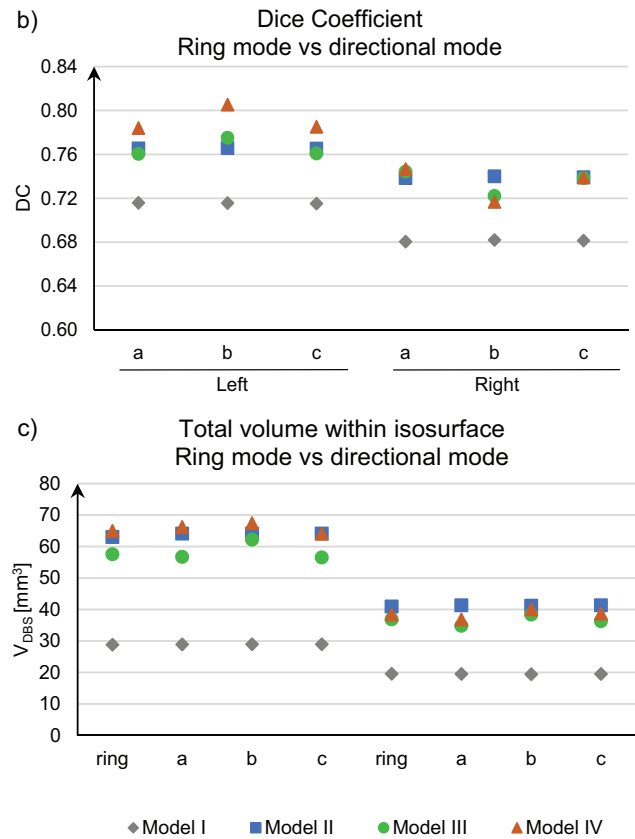 b)
Dice Coefficient
Ring mode vs directional mode
0.84
0.80
0.76
0.72
0.68
0.64
0.60
DC
a b c a b c
Left Right
c)
Total volume within isosurface
Ring mode vs directional mode
80
70
60
50
40
30
20
10
0
V_DBS [mm³]
ring a b c ring a b c
Model I Model II Model III Model IV